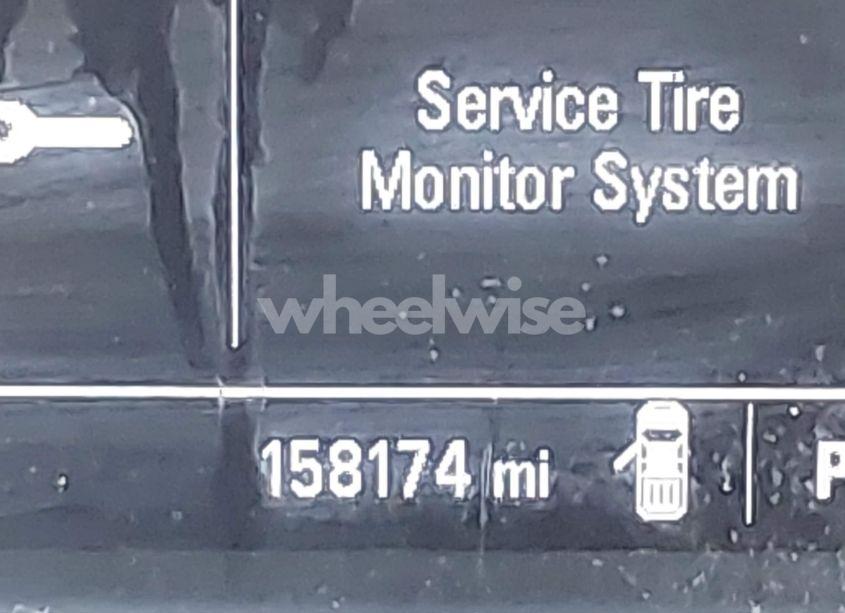 Service Tire
Monitor System
wheelwise
158174 mi
P